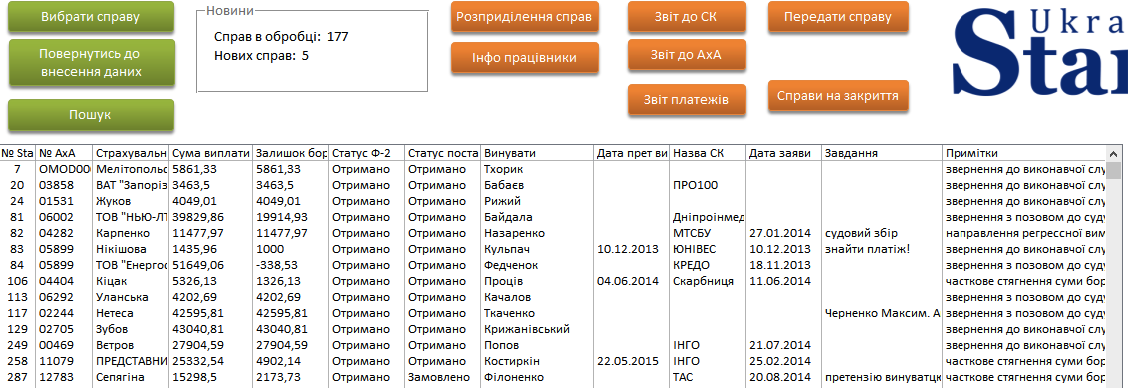 Вибрати справу
Повернутись до
внесення даних
Пошук
Новини
Справ в обробці: 177
Нових справ: 5
Розприділення справ
Інфо працівники
Звіт до СК
Звіт до АхА
Звіт платежів
Передати справу
Справи на закриття
Ukra
Star
№ Sta № АхА Страхувальн Сума виплати Залишок бор Статус Ф-2 Статус поста Винувати Дата прет ви Назва СК Дата заяви Завдання Примітки
7 OMOD00 Мелітопольс 5861,33 5861,33 Отримано Отримано Тхорик звернення до виконавчої слу
20 03858 ВАТ "Запоріз 3463,5 3463,5 Отримано Отримано Бабаєв ПРО100 звернення до виконавчої слу
24 01531 Жуков 4049,01 4049,01 Отримано Отримано Рижий звернення до виконавчої слу
81 06002 ТОВ "НЬЮ-ЛТ 39829,86 19914,93 Отримано Отримано Байдала Дніпроінмед звернення з позовом до суду
82 04282 Карпенко 11477,97 11477,97 Отримано Отримано Назаренко МТСБУ 27.01.2014 судовий збір направлення регрессної вим
83 05899 Нікішова 1435,96 1000 Отримано Отримано Кульпач 10.12.2013 ЮНІВЕС 10.12.2013 знайти платіж! звернення до виконавчої слу
84 05899 ТОВ "Енергос 51649,06 -338,53 Отримано Отримано Федченок КРЕДО 18.11.2013 звернення з позовом до суду
106 04404 Кіцак 5326,13 1326,13 Отримано Отримано Проців 04.06.2014 Скарбниця 11.06.2014 часткове стягнення суми бор
113 06292 Уланська 4202,69 4202,69 Отримано Отримано Качалов звернення з позовом до суду
117 02244 Нетеса 42595,81 42595,81 Отримано Отримано Ткаченко Черненко Максим. А звернення з позовом до суду
129 02705 Зубов 43040,81 43040,81 Отримано Отримано Крижанівський звернення до виконавчої слу
249 00469 Вєтров 27904,59 27904,59 Отримано Отримано Попов ІНГО 21.07.2014 звернення до виконавчої слу
258 11079 ПРЕДСТАВНИ 25332,54 4902,14 Отримано Отримано Костиркін 22.05.2015 ІНГО 25.02.2014 часткове стягнення суми бор
287 12783 Сепягіна 15298,5 2173,73 Отримано Замовлено Філоненко ТАС 20.08.2014 претензію винуватцю часткове стягнення суми бор